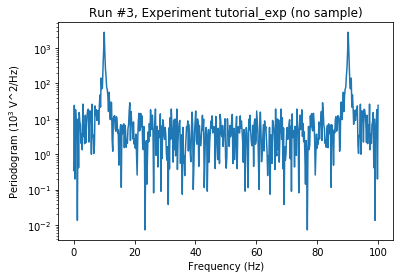 Run #3, Experiment tutorial_exp (no sample)
Periodogram (10³ V^2/Hz)
10³
10²
10¹
10⁰
10⁻¹
10⁻²
0 20 40 60 80 100
Frequency (Hz)